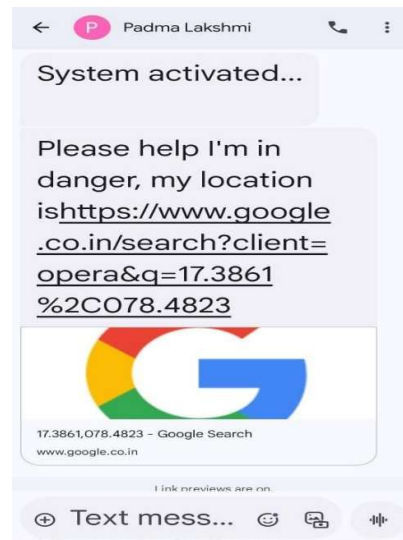 P Padma Lakshmi
System activated...
Please help I'm in
danger, my location
ishttps://www.google
.co.in/search?client=
opera&q=17.3861
%2C078.4823
17.3861,078.4823 - Google Search
www.google.co.in
Link previews are on.
Text mess...